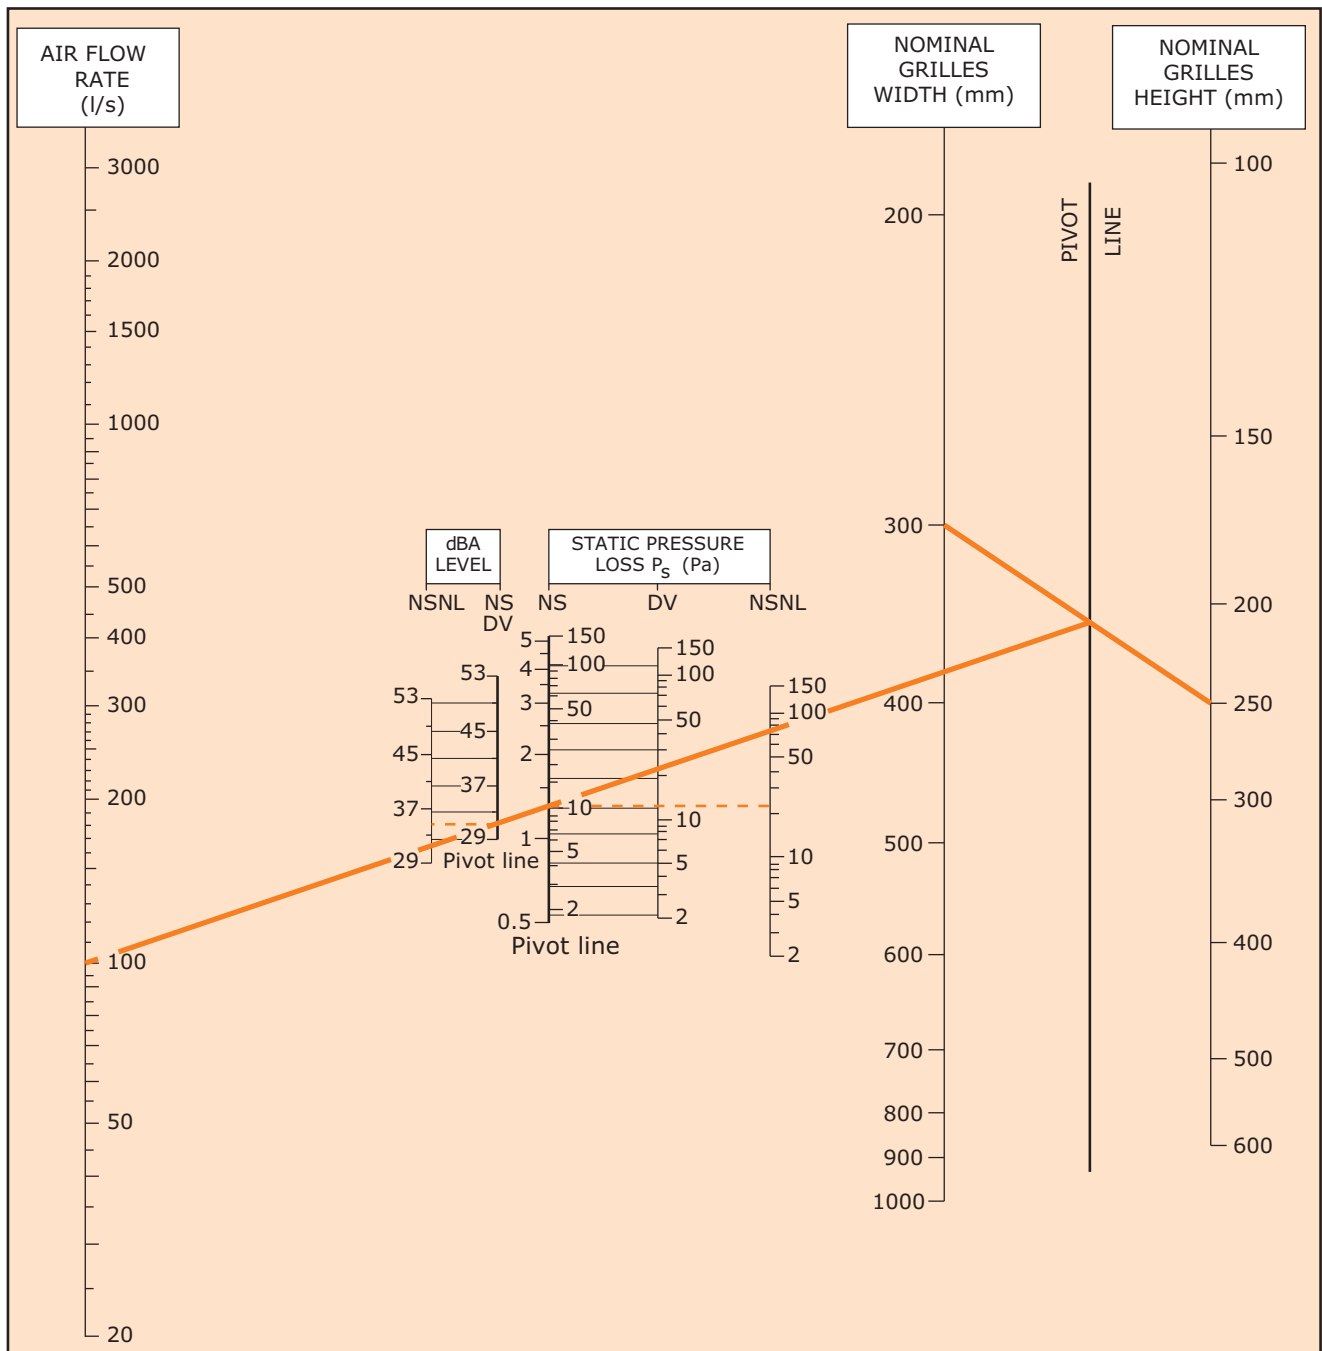 AIR FLOW
RATE
(l/s)
3000
2000
1500
1000
500
400
300
200
100
50
20
dBA
LEVEL
NSNL
NS
DV
53
45
37
29
53
45
37
29
Pivot line
STATIC PRESSURE
LOSS Ps (Pa)
NS
DV
NSNL
5
4
3
2
1
0.5
150
100
50
10
5
2
Pivot line
150
100
50
10
5
2
150
100
50
10
5
2
NOMINAL
GRILLES
WIDTH (mm)
200
300
400
500
600
700
800
900
1000
PIVOT
LINE
NOMINAL
GRILLES
HEIGHT (mm)
100
150
200
250
300
400
500
600